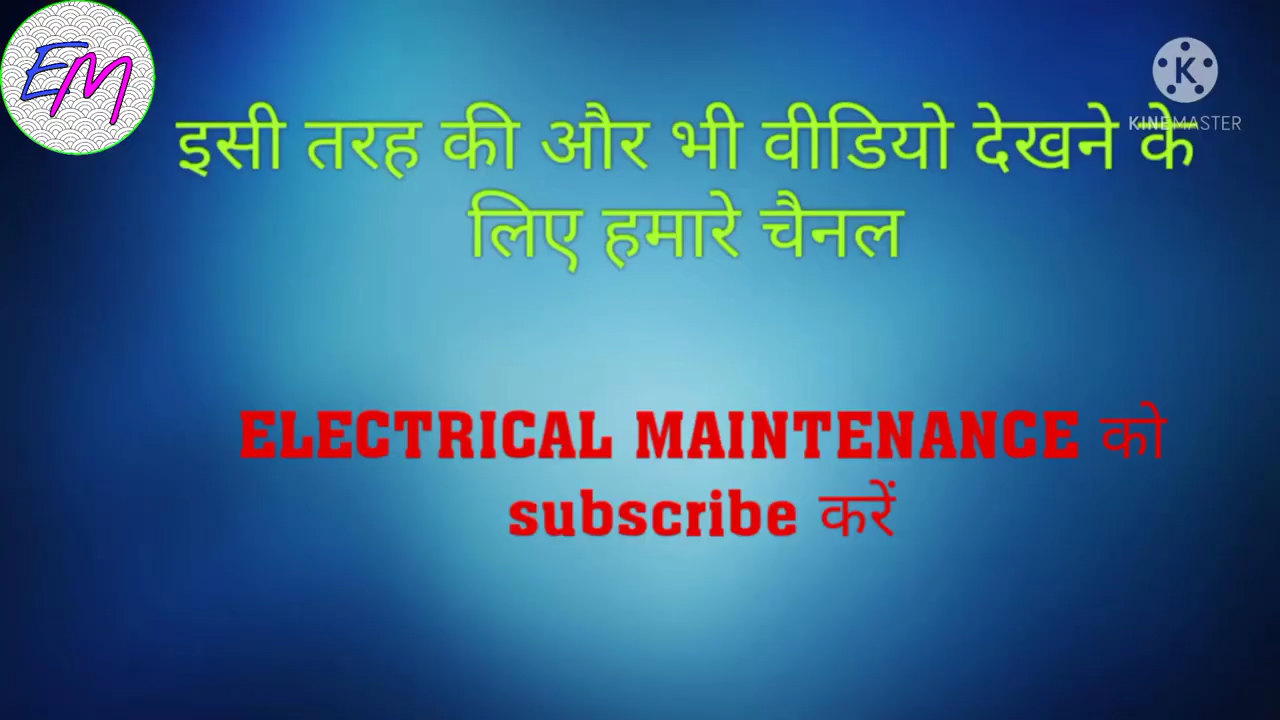 EM
K
KINEMASTER
इसी तरह की और भी वीडियो देखने के
लिए हमारे चैनल
ELECTRICAL MAINTENANCE को
subscribe करें